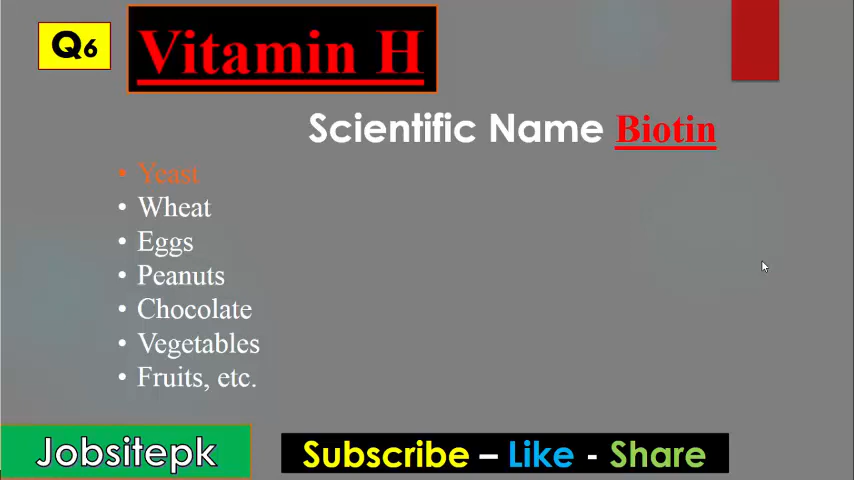 Q6
Vitamin H
Scientific Name Biotin
• Yeast
• Wheat
• Eggs
• Peanuts
• Chocolate
• Vegetables
• Fruits, etc.
Jobsitepk
Subscribe – Like - Share